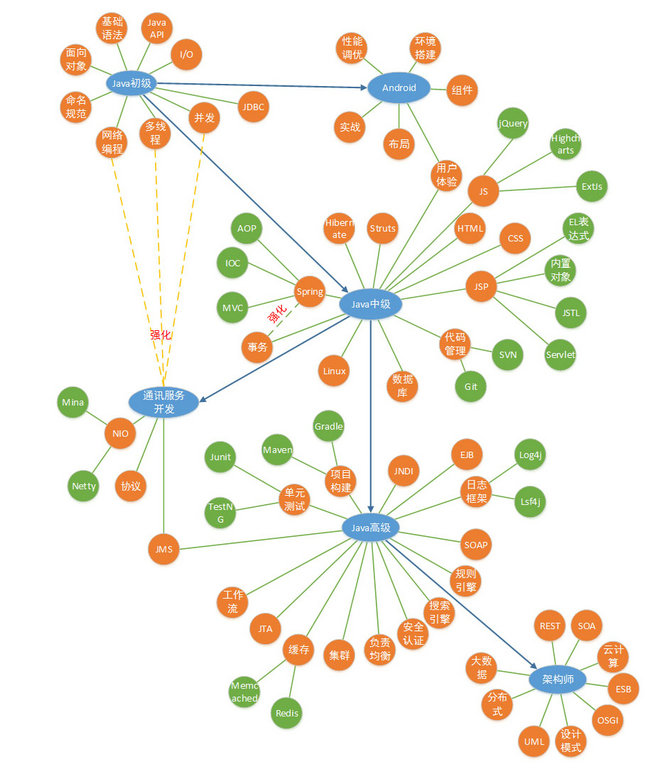 基础
语法
Java
API
I/O
面向
对象
Java初级
命名
规范
网络
编程
多线
程
并发
JDBC
性能
调优
环境
搭建
Android
组件
实战
布局
用户
体验
jQuery
Highch
arts
JS
ExtJs
AOP
Hibern
ate
Struts
HTML
CSS
EL表
达式
IOC
内置
对象
Spring
JSP
MVC
强化
Java中级
JSTL
事务
代码
管理
SVN
Servlet
强化
Linux
数据
库
Git
通讯服务
开发
Mina
NIO
Netty
协议
Gradle
Maven
Junit
项目
构建
JNDI
EJB
Log4j
单元
测试
日志
框架
Lsf4j
TestN
G
Java高级
JMS
SOAP
规则
引擎
工作
流
搜索
引擎
JTA
安全
认证
缓存
集群
负责
均衡
Memc
ached
Redis
REST
SOA
云计
算
大数
据
架构师
ESB
分布
式
OSGI
UML
设计
模式